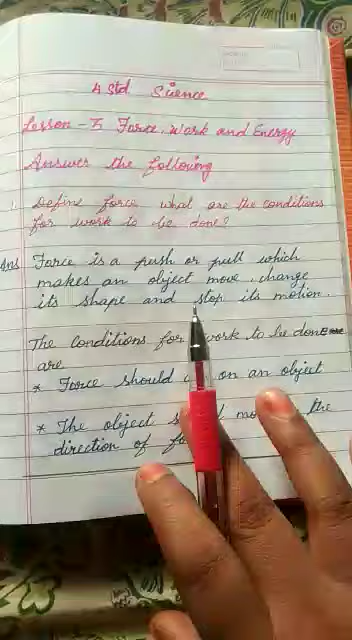 4 Std Science
Lesson - 5 Force, Work and Energy
Answer the following
1. Define force what are the conditions
for work to be done?
Ans Force is a push or pull which
makes an object move, change
its shape and stop its motion.
The conditions for work to be done
are
* Force should on an object
* The object the
direction of